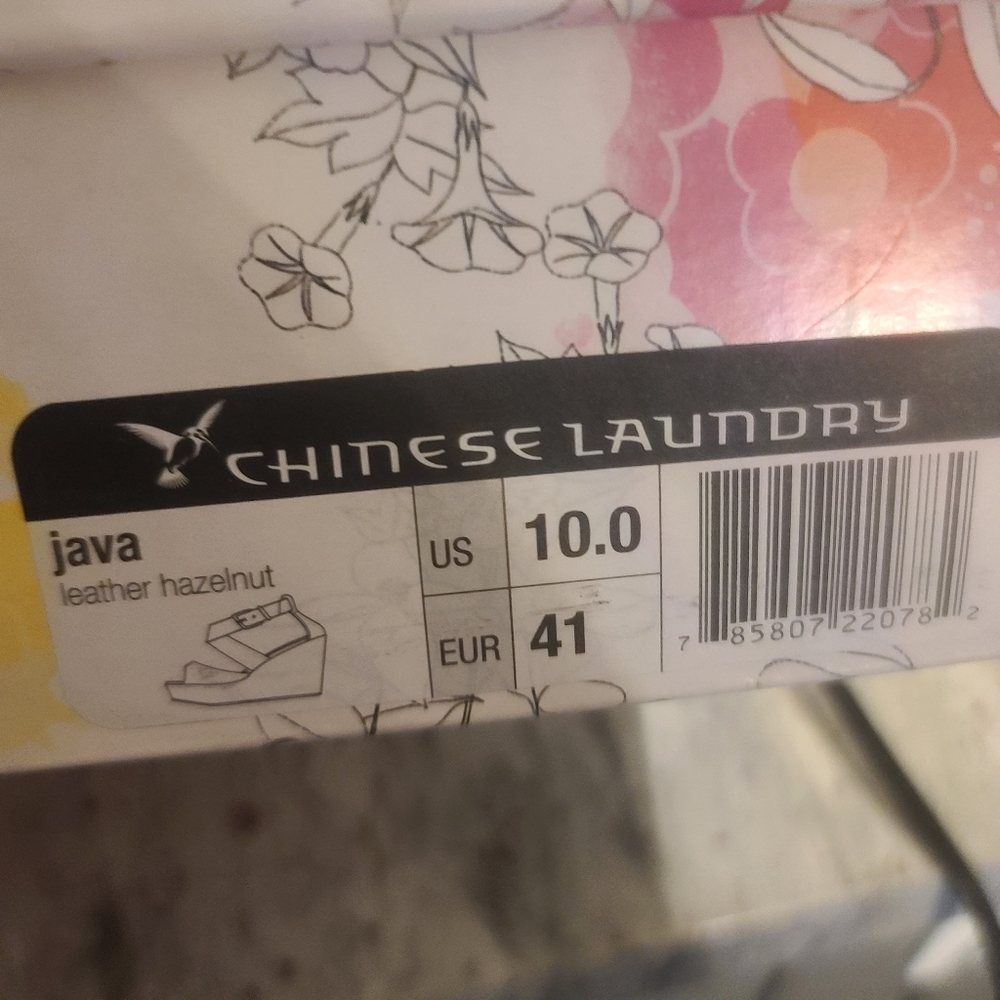 CHINESE LAUNDRY
java
leather hazelnut
US 10.0
EUR 41
7 85807 22078 2